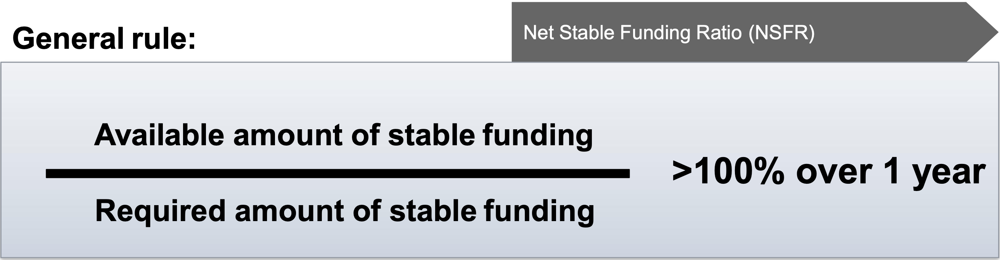 General rule:
Net Stable Funding Ratio (NSFR)
Available amount of stable funding
>100% over 1 year
Required amount of stable funding